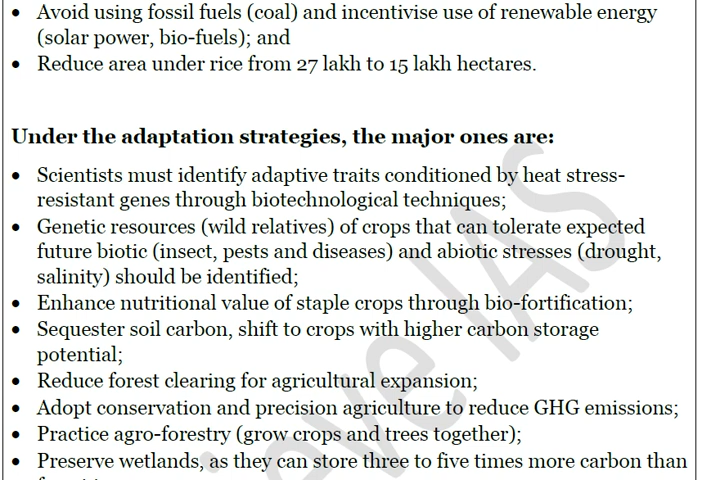 • Avoid using fossil fuels (coal) and incentivise use of renewable energy
(solar power, bio-fuels); and
• Reduce area under rice from 27 lakh to 15 lakh hectares.
Under the adaptation strategies, the major ones are:
• Scientists must identify adaptive traits conditioned by heat stress-
resistant genes through biotechnological techniques;
• Genetic resources (wild relatives) of crops that can tolerate expected
future biotic (insect, pests and diseases) and abiotic stresses (drought,
salinity) should be identified;
• Enhance nutritional value of staple crops through bio-fortification;
• Sequester soil carbon, shift to crops with higher carbon storage
potential;
• Reduce forest clearing for agricultural expansion;
• Adopt conservation and precision agriculture to reduce GHG emissions;
• Practice agro-forestry (grow crops and trees together);
• Preserve wetlands, as they can store three to five times more carbon than
IAS